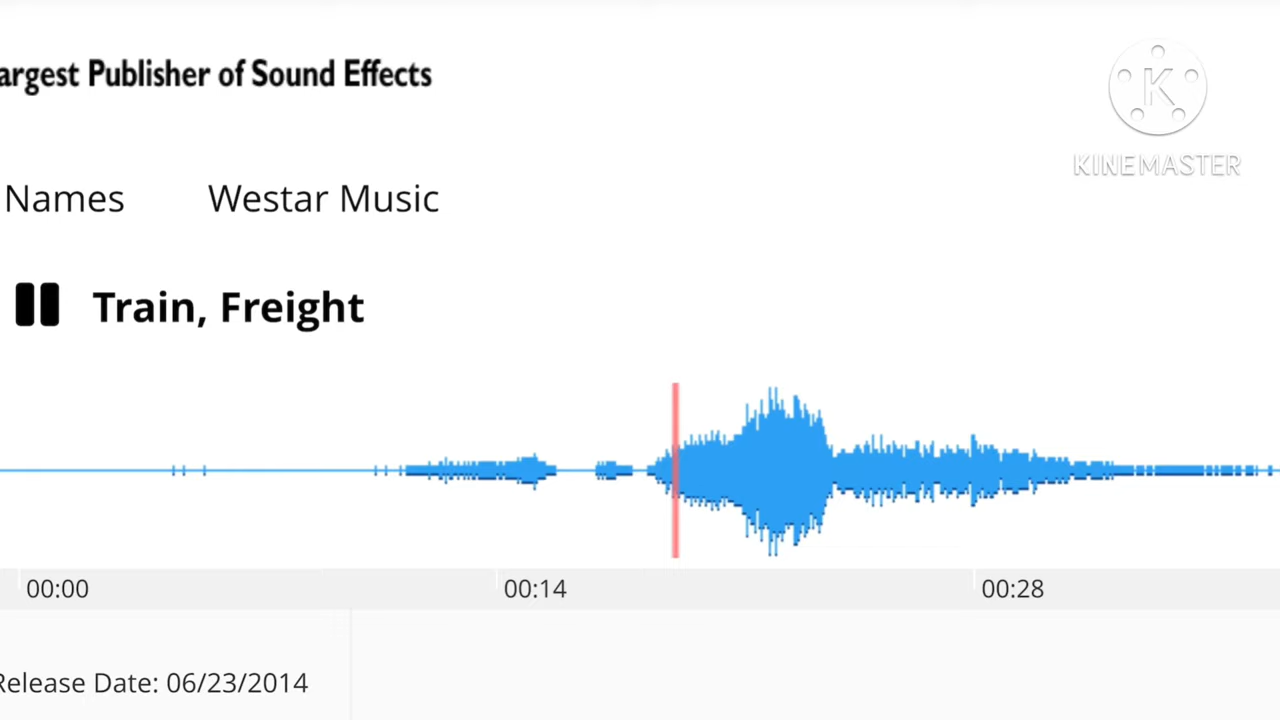 argest Publisher of Sound Effects
K
KINEMASTER
Names Westar Music
Train, Freight
00:00 00:14 00:28
Release Date: 06/23/2014